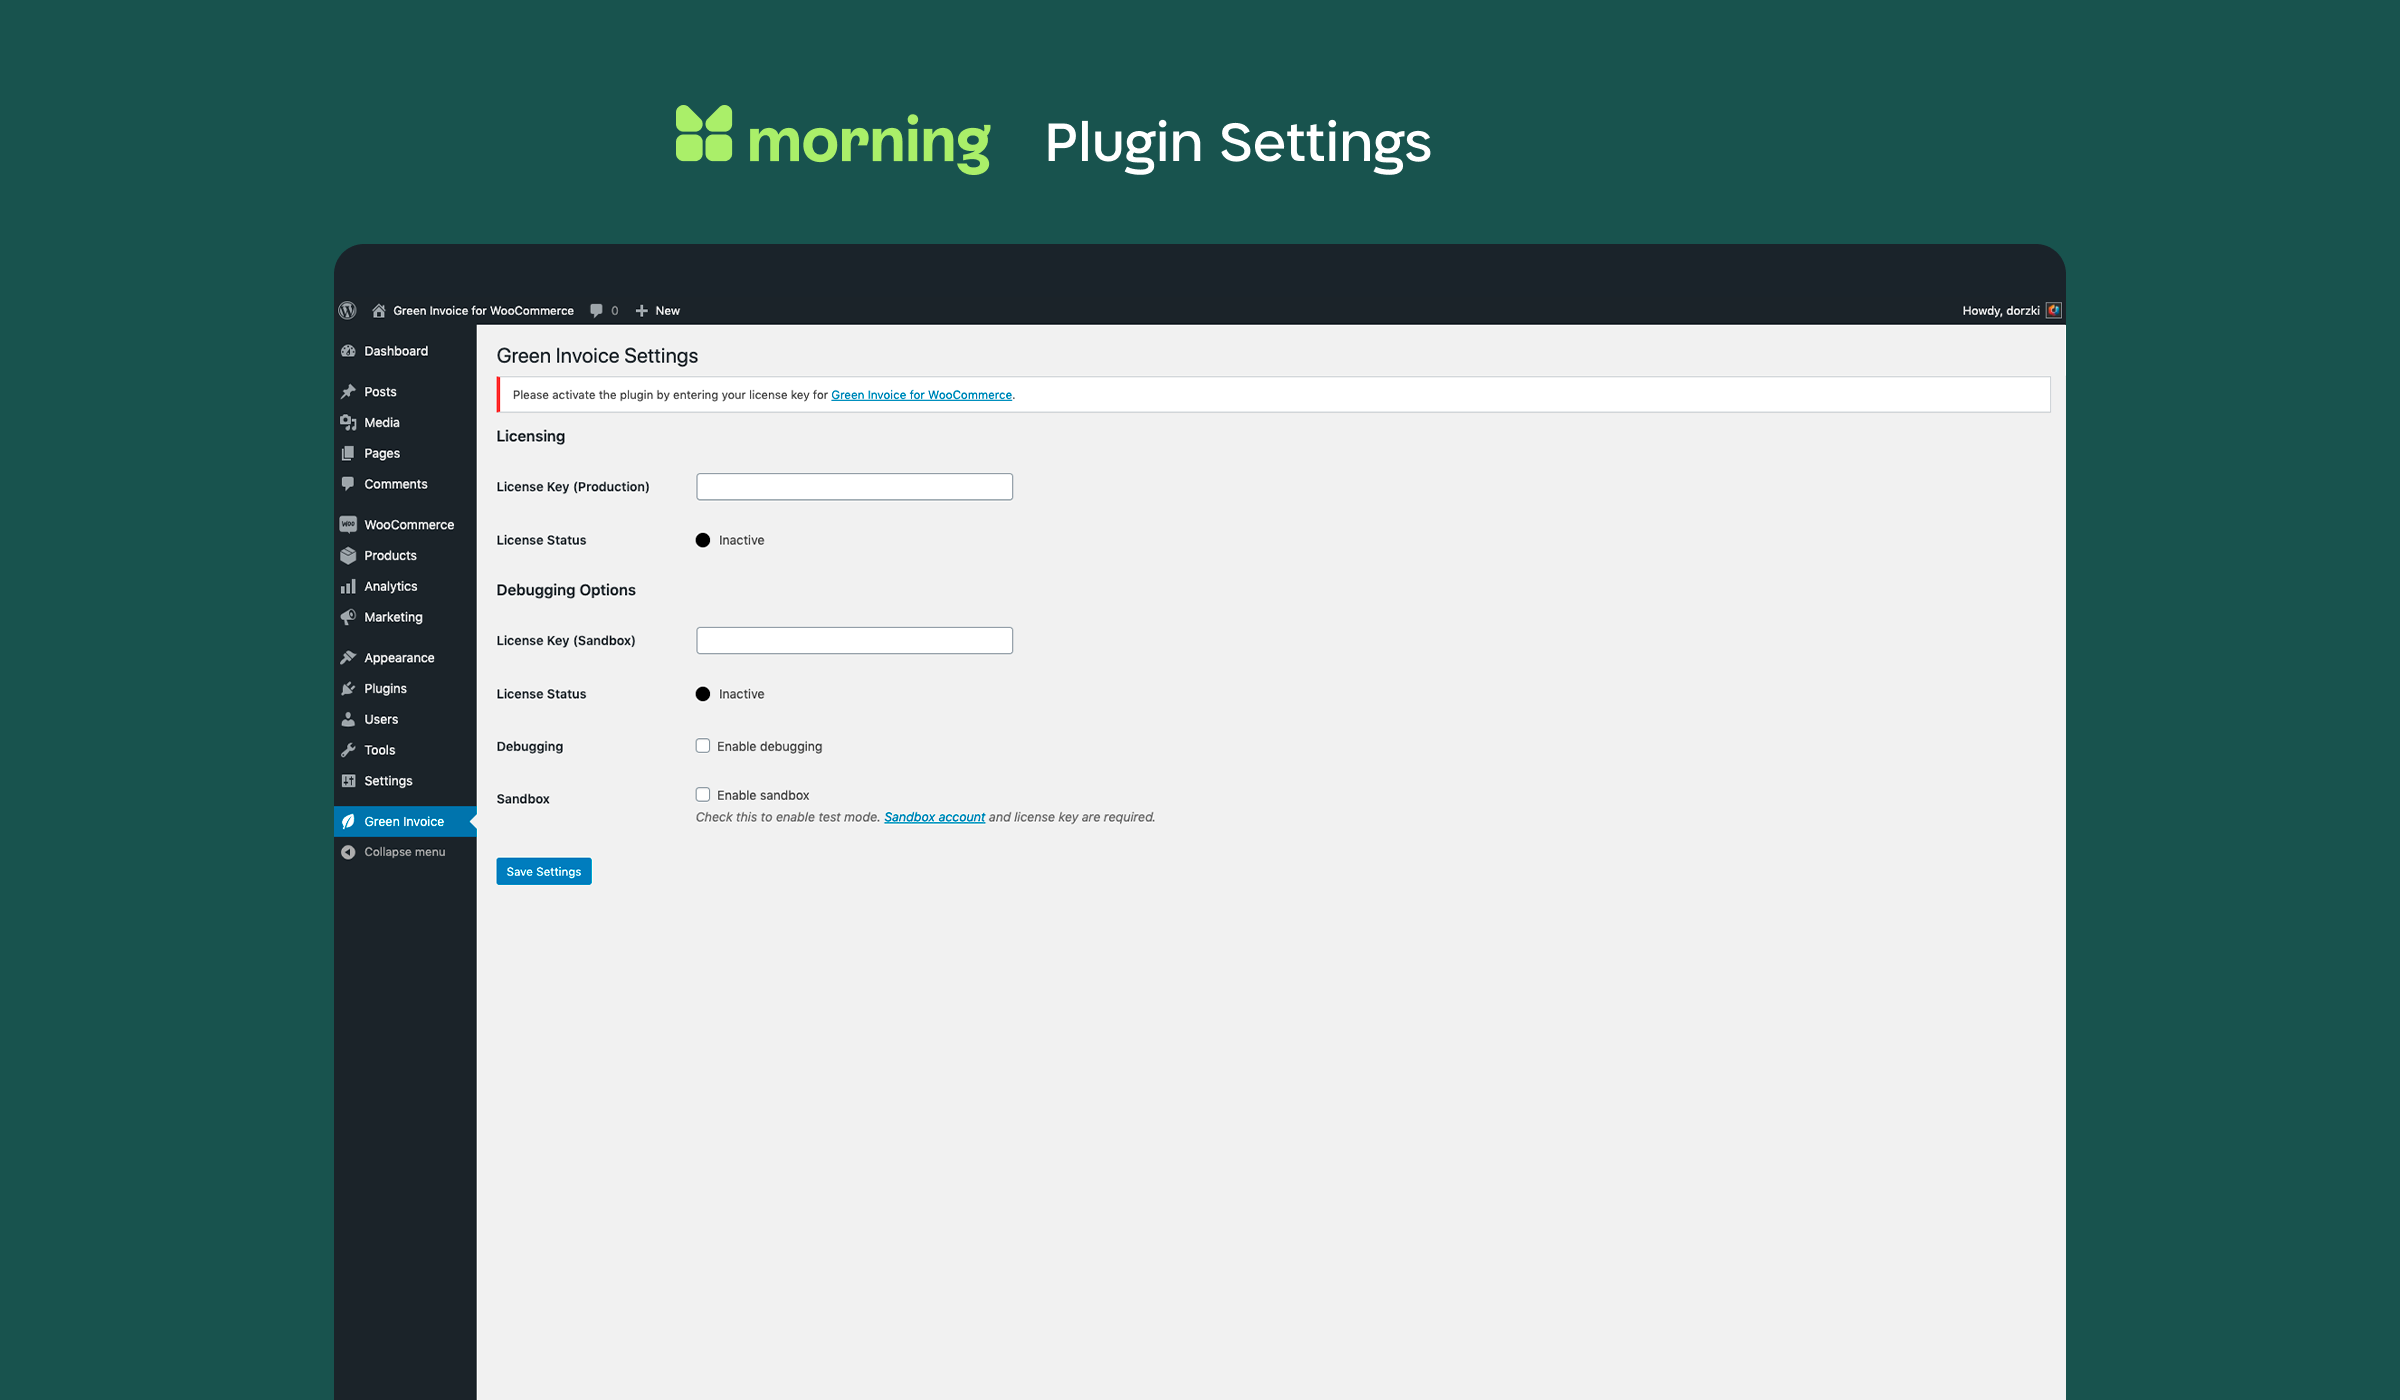 morning Plugin Settings
Green Invoice for WooCommerce 0 New Howdy, dorzki
Dashboard
Posts
Media
Pages
Comments
WooCommerce
Products
Analytics
Marketing
Appearance
Plugins
Users
Tools
Settings
Green Invoice
Collapse menu
Green Invoice Settings
Please activate the plugin by entering your license key for Green Invoice for WooCommerce.
Licensing
License Key (Production)
License Status Inactive
Debugging Options
License Key (Sandbox)
License Status Inactive
Debugging Enable debugging
Sandbox Enable sandbox
Check this to enable test mode. Sandbox account and license key are required.
Save Settings